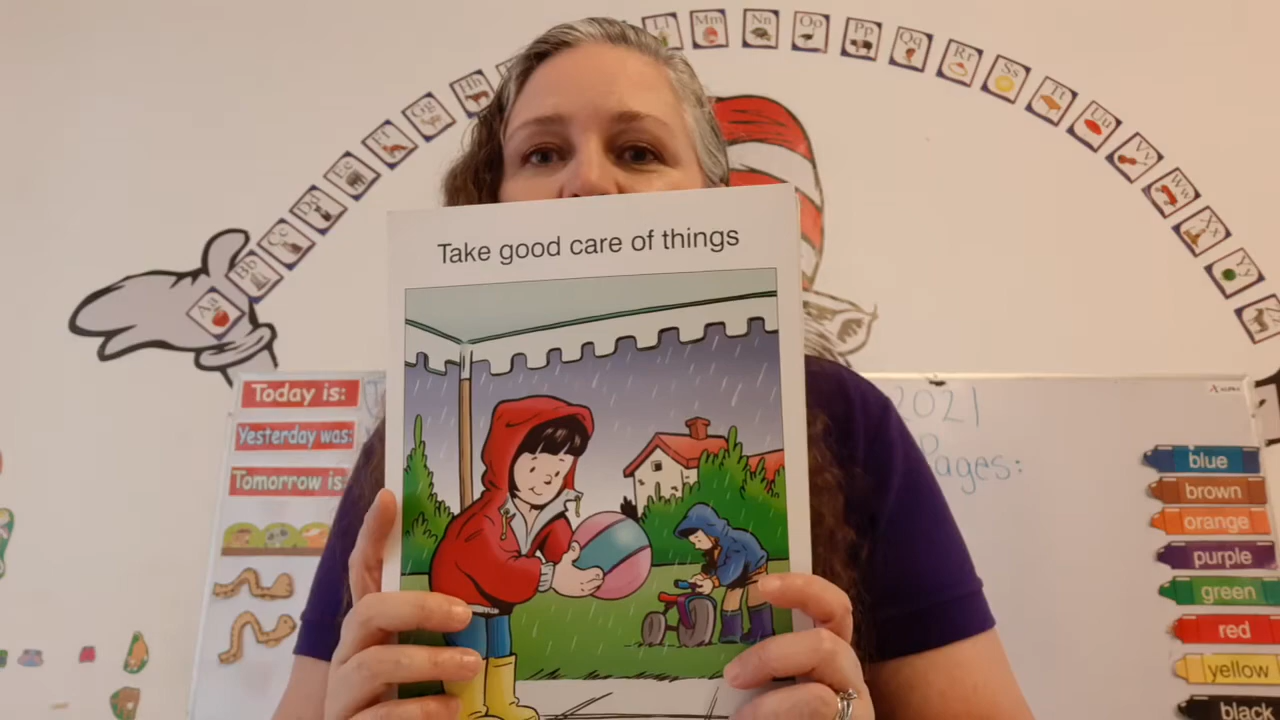 Ll
Mm
Nn
Oo
Pp
Qq
Rr
Ss
Tt
Uu
Vv
Ww
Xx
Yy
Hh
Gg
Ff
Ee
Dd
Cc
Bb
Aa
Take good care of things
Today is:
Yesterday was:
Tomorrow is:
2021
Pages:
blue
brown
orange
purple
green
red
yellow
black